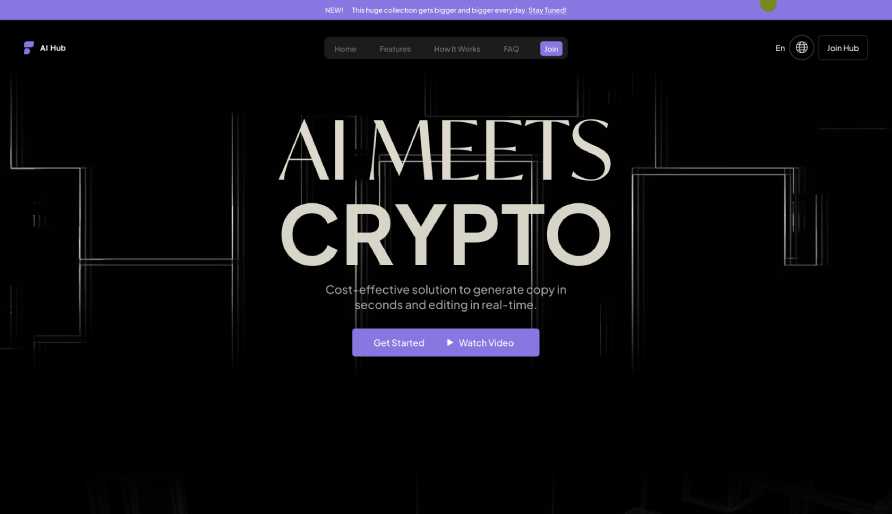 NEW! This huge collection gets bigger and bigger everyday. Stay Tuned!
AI Hub
Home Features How It Works FAQ Join
En
Join Hub
AI MEETS
CRYPTO
Cost-effective solution to generate copy in
seconds and editing in real-time.
Get Started Watch Video